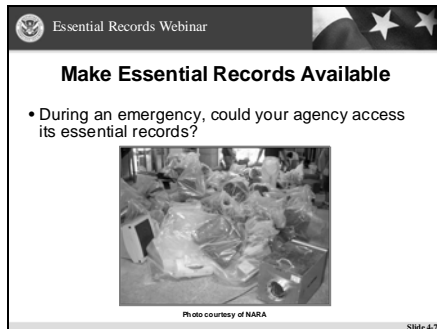 Essential Records Webinar
Make Essential Records Available
• During an emergency, could your agency access
its essential records?
Photo courtesy of NARA